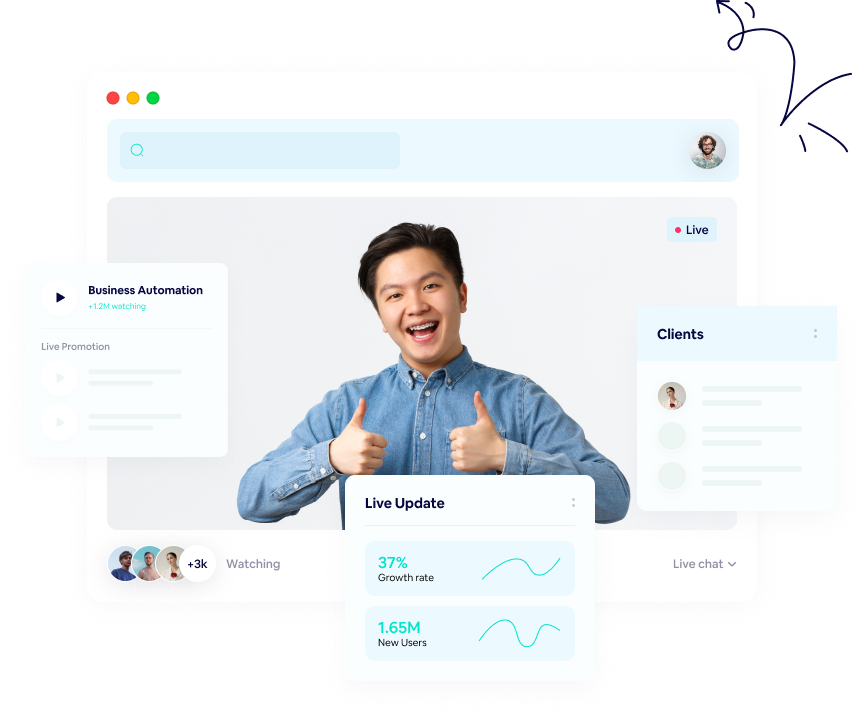 Live
Business Automation
+1.2M watching
Live Promotion
Clients
Live Update
37%
Growth rate
1.65M
New Users
+3k
Watching
Live chat